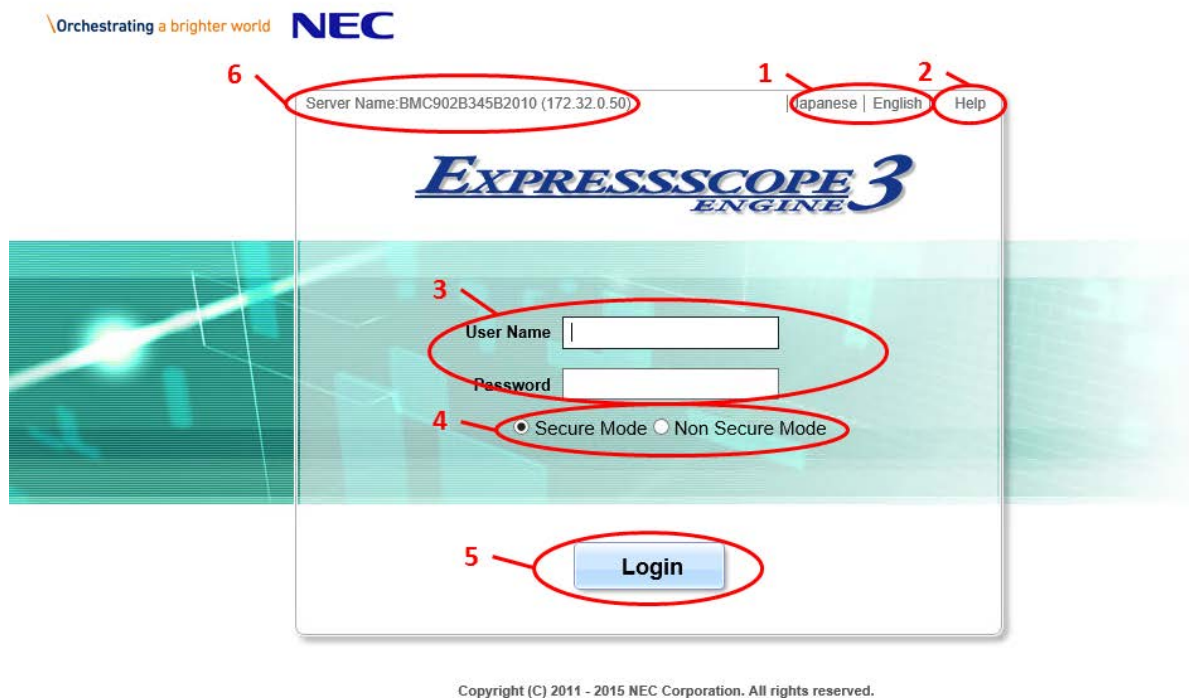 \Orchestrating a brighter world NEC
6 1 2
Server Name:BMC902B345B2010 (172.32.0.50) | Japanese | English | Help
EXPRESSSCOPE 3
ENGINE
3
User Name
Password
4 Secure Mode Non Secure Mode
5 Login
Copyright (C) 2011 - 2015 NEC Corporation. All rights reserved.